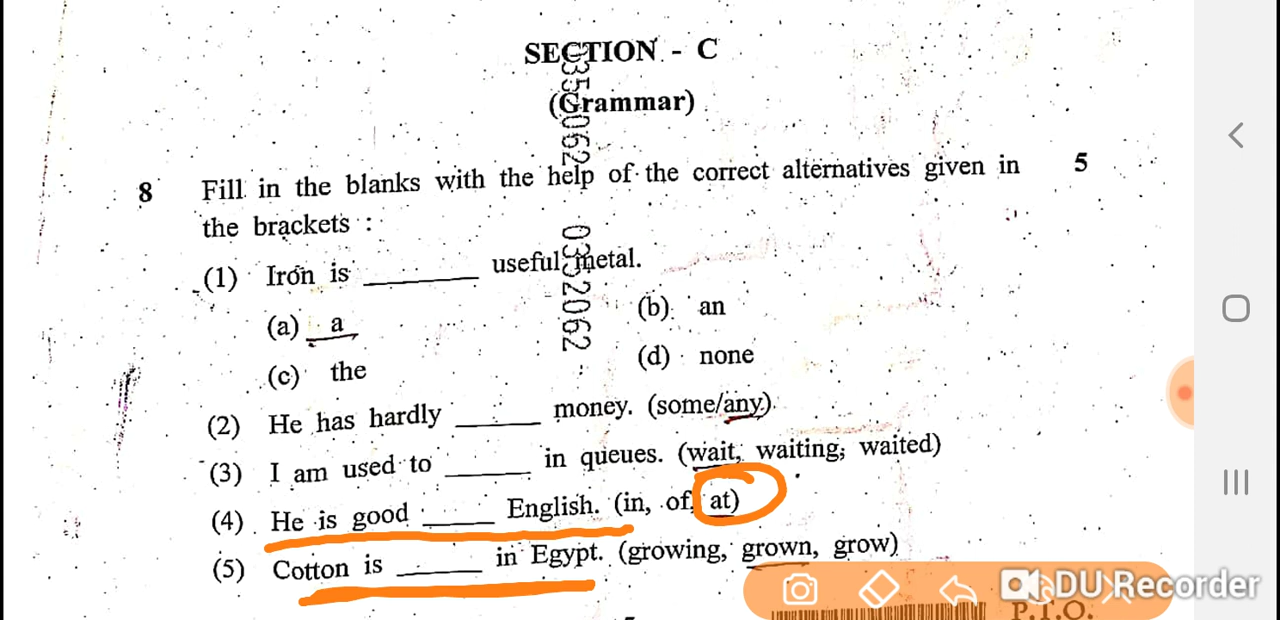 SECTION - C
(Grammar)
8 Fill in the blanks with the help of the correct alternatives given in 5
the brackets :
(1) Iron is ________ useful metal.
(a) a (b) an
(c) the (d) none
(2) He has hardly ______ money. (some/any).
(3) I am used to ______ in queues. (wait, waiting, waited)
(4) He is good _____ English. (in, of, at)
(5) Cotton is ______ in Egypt. (growing, grown, grow)
DU Recorder
P.T.O.